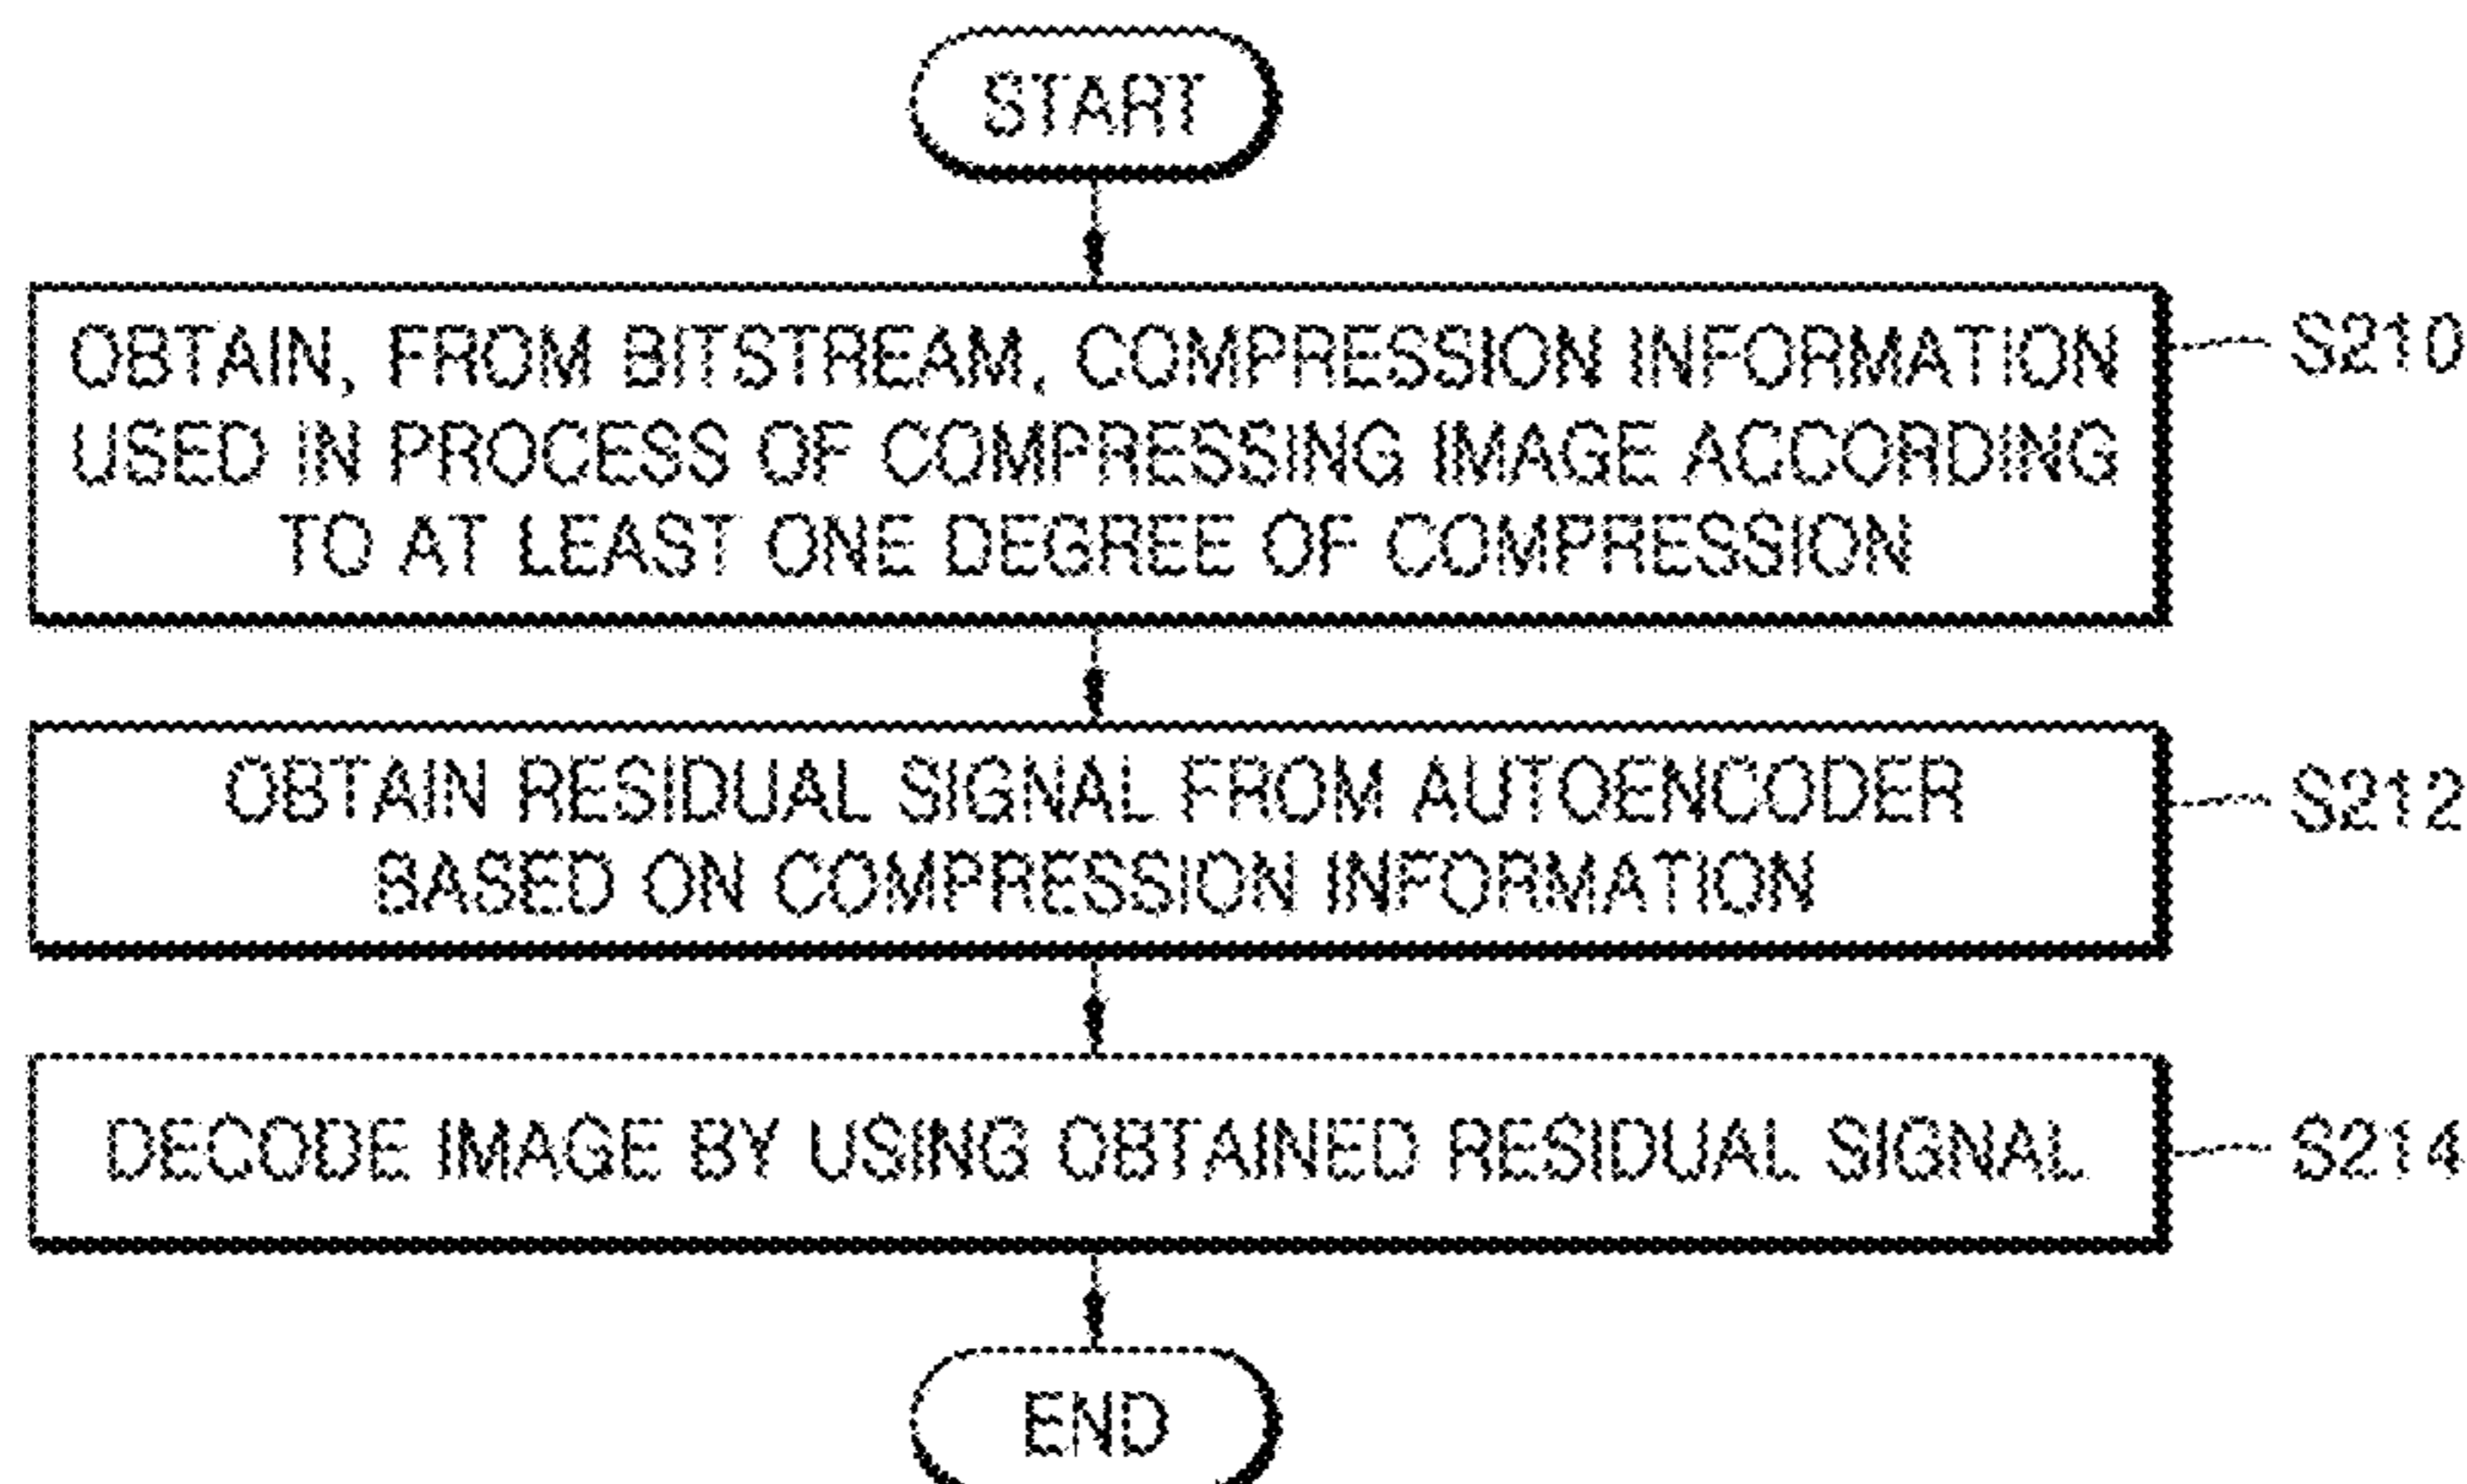 START
OBTAIN, FROM BITSTREAM, COMPRESSION INFORMATION
USED IN PROCESS OF COMPRESSING IMAGE ACCORDING
TO AT LEAST ONE DEGREE OF COMPRESSION
S210
OBTAIN RESIDUAL SIGNAL FROM AUTOENCODER
BASED ON COMPRESSION INFORMATION
S212
DECODE IMAGE BY USING OBTAINED RESIDUAL SIGNAL
S214
END